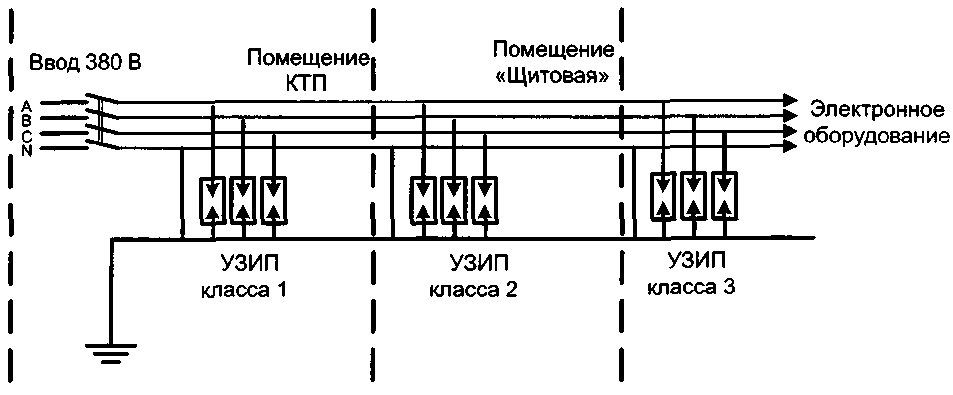 Ввод 380 В
Помещение
КТП
Помещение
«Щитовая»
A
B
C
N
Электронное
оборудование
УЗИП
класса 1
УЗИП
класса 2
УЗИП
класса 3